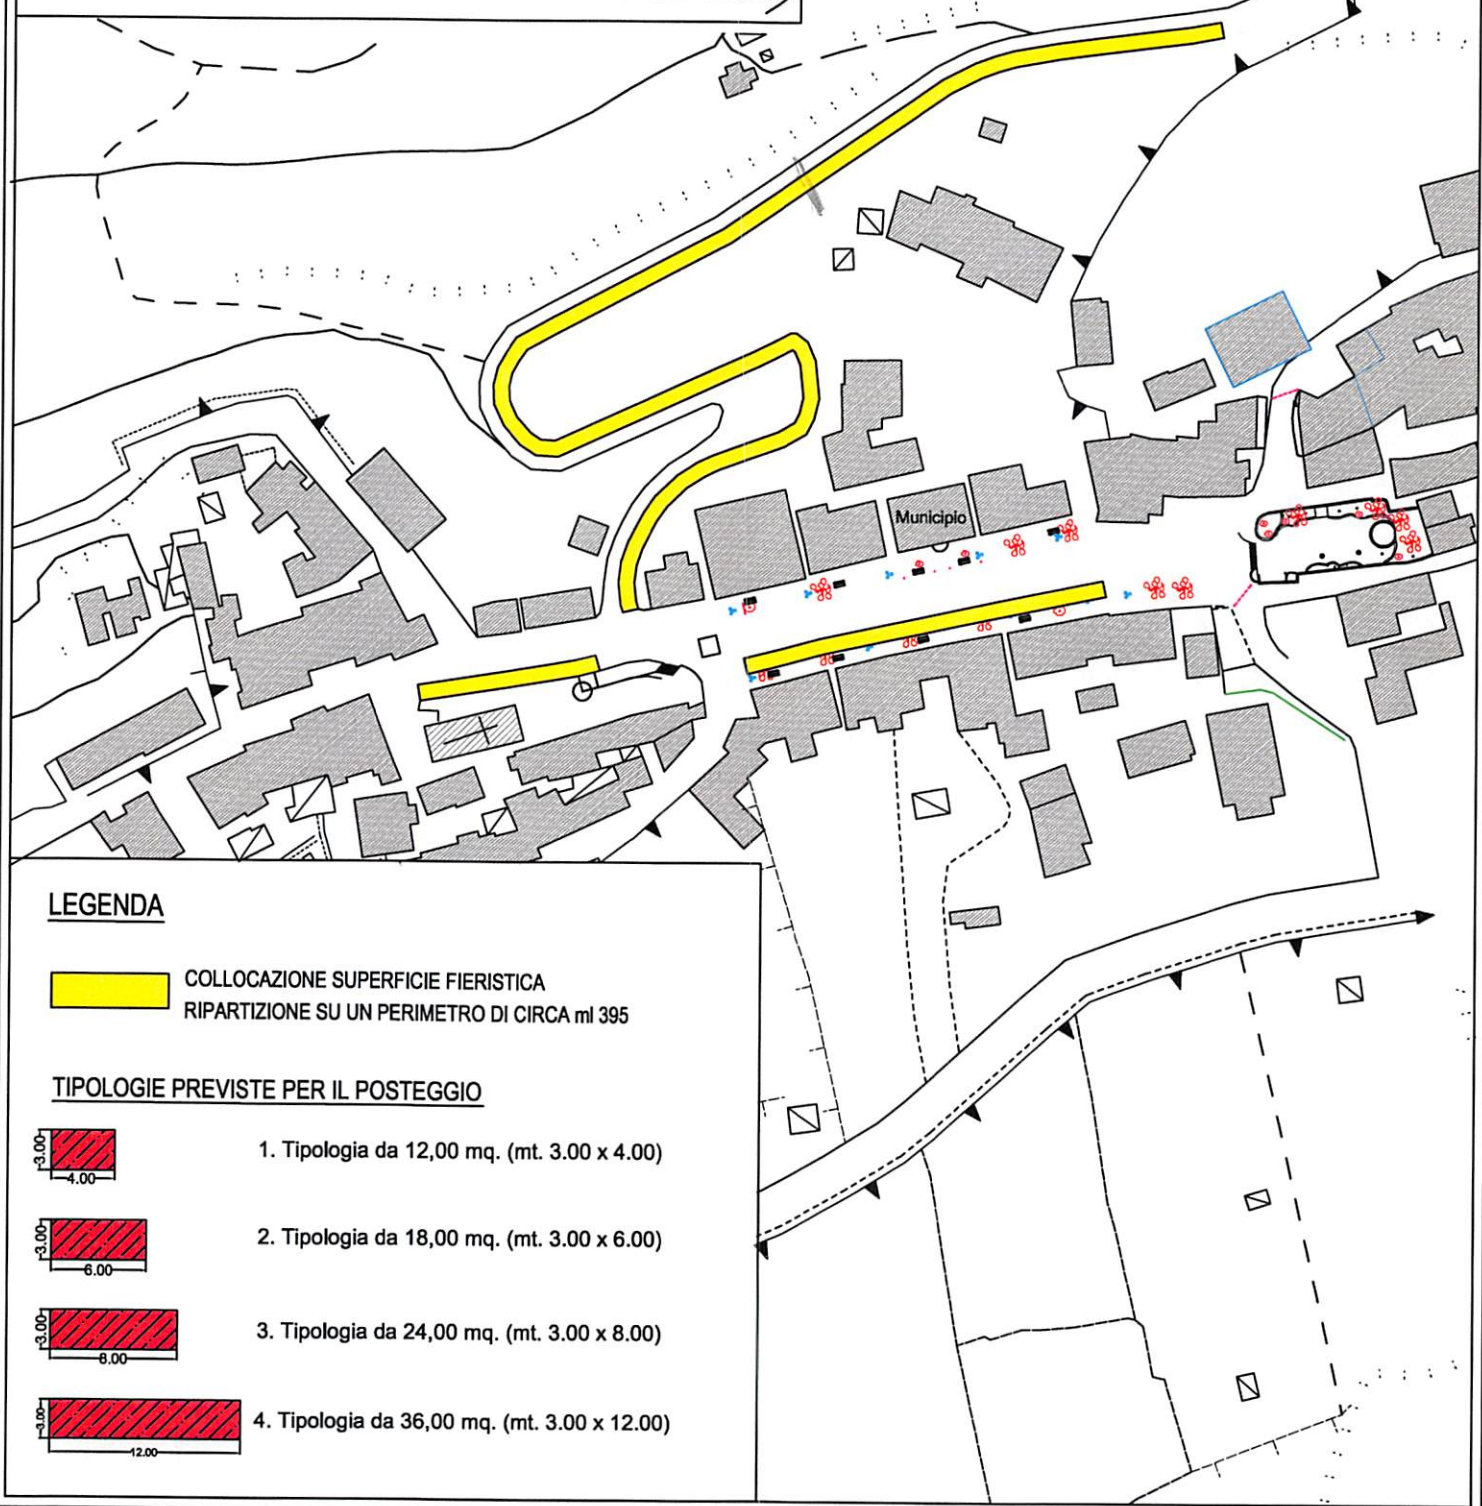 Municipio
LEGENDA
COLLOCAZIONE SUPERFICIE FIERISTICA
RIPARTIZIONE SU UN PERIMETRO DI CIRCA ml 395
TIPOLOGIE PREVISTE PER IL POSTEGGIO
3.00
4.00
1. Tipologia da 12,00 mq. (mt. 3.00 x 4.00)
3.00
6.00
2. Tipologia da 18,00 mq. (mt. 3.00 x 6.00)
3.00
8.00
3. Tipologia da 24,00 mq. (mt. 3.00 x 8.00)
3.00
12.00
4. Tipologia da 36,00 mq. (mt. 3.00 x 12.00)